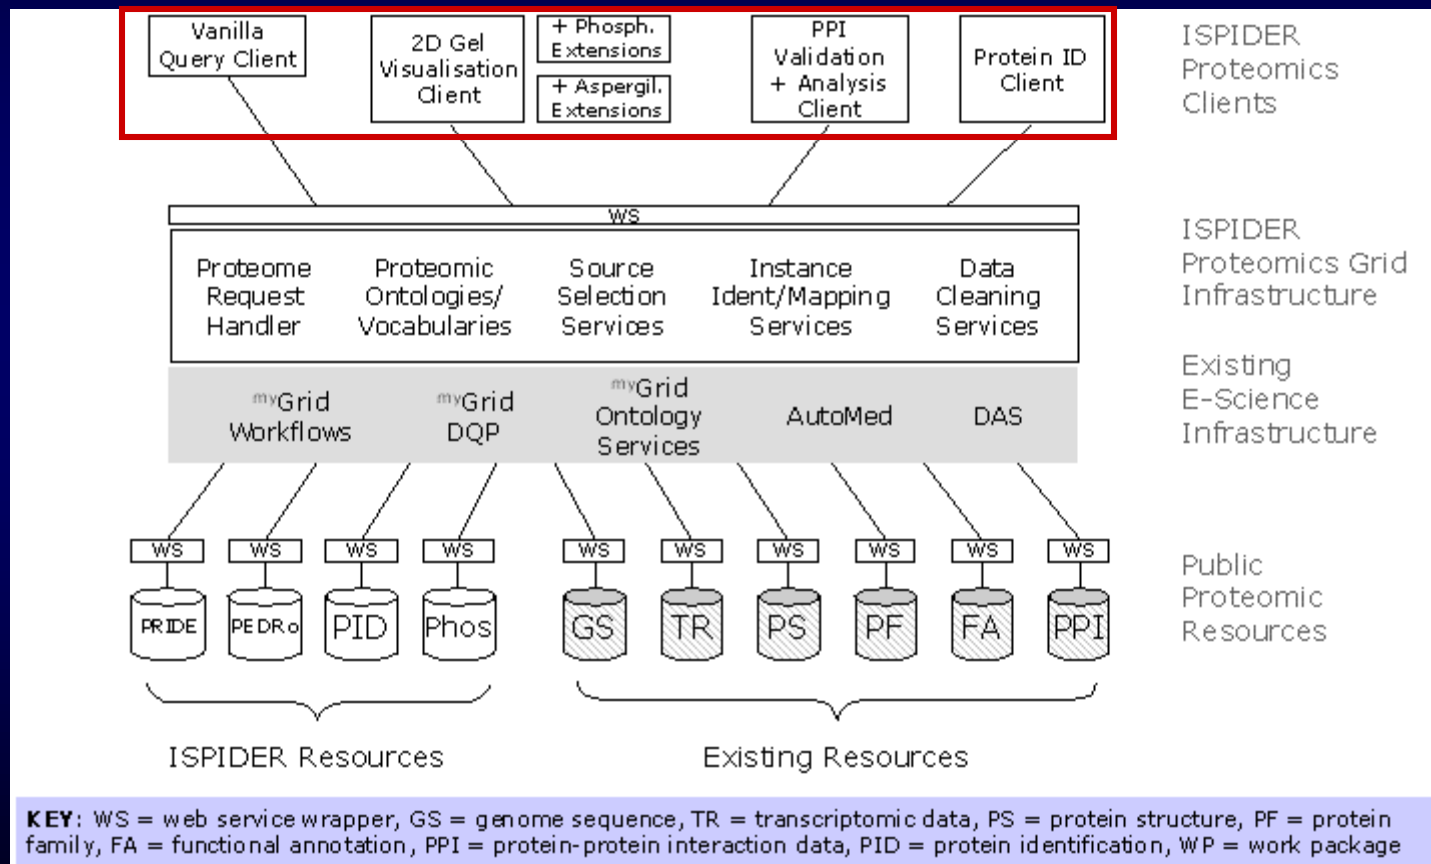 Vanilla
Query Client
2D Gel
Visualisation
Client
+ Phosph.
Extensions
+ Aspergil.
Extensions
PPI
Validation
+ Analysis
Client
Protein ID
Client
ISPIDER
Proteomics
Clients
WS
Proteome
Request
Handler
Proteomic
Ontologies/
Vocabularies
Source
Selection
Services
Instance
Ident/Mapping
Services
Data
Cleaning
Services
ISPIDER
Proteomics Grid
Infrastructure
myGrid
Workflows
myGrid
DQP
myGrid
Ontology
Services
AutoMed
DAS
Existing
E-Science
Infrastructure
WS
WS
WS
WS
WS
WS
WS
WS
WS
WS
PRIDE
PEDRo
PID
Phos
GS
TR
PS
PF
FA
PPI
Public
Proteomic
Resources
ISPIDER Resources
Existing Resources
KEY: WS = web service wrapper, GS = genome sequence, TR = transcriptomic data, PS = protein structure, PF = protein
family, FA = functional annotation, PPI = protein-protein interaction data, PID = protein identification, WP = work package